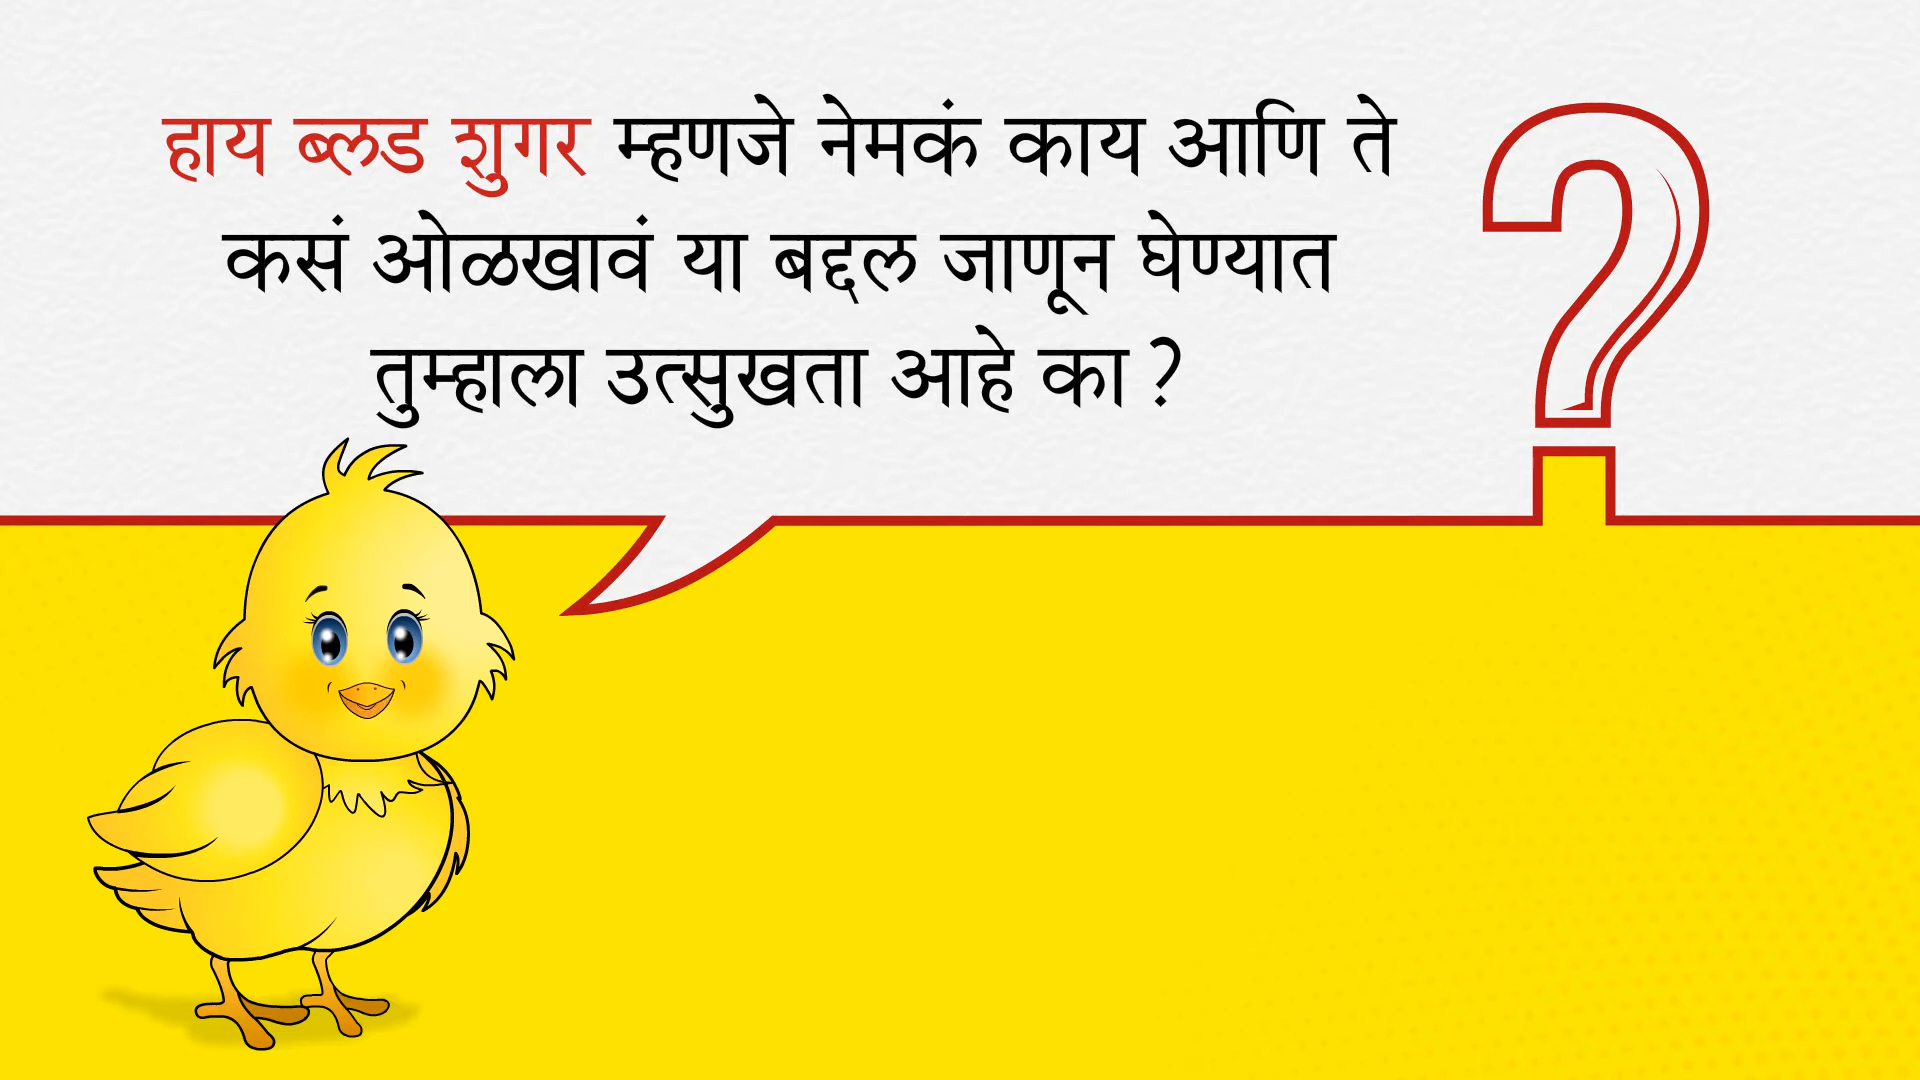 हाय ब्लड शुगर म्हणजे नेमकं काय आणि ते
कसं ओळखावं या बद्दल जाणून घेण्यात
तुम्हाला उत्सुखता आहे का ?